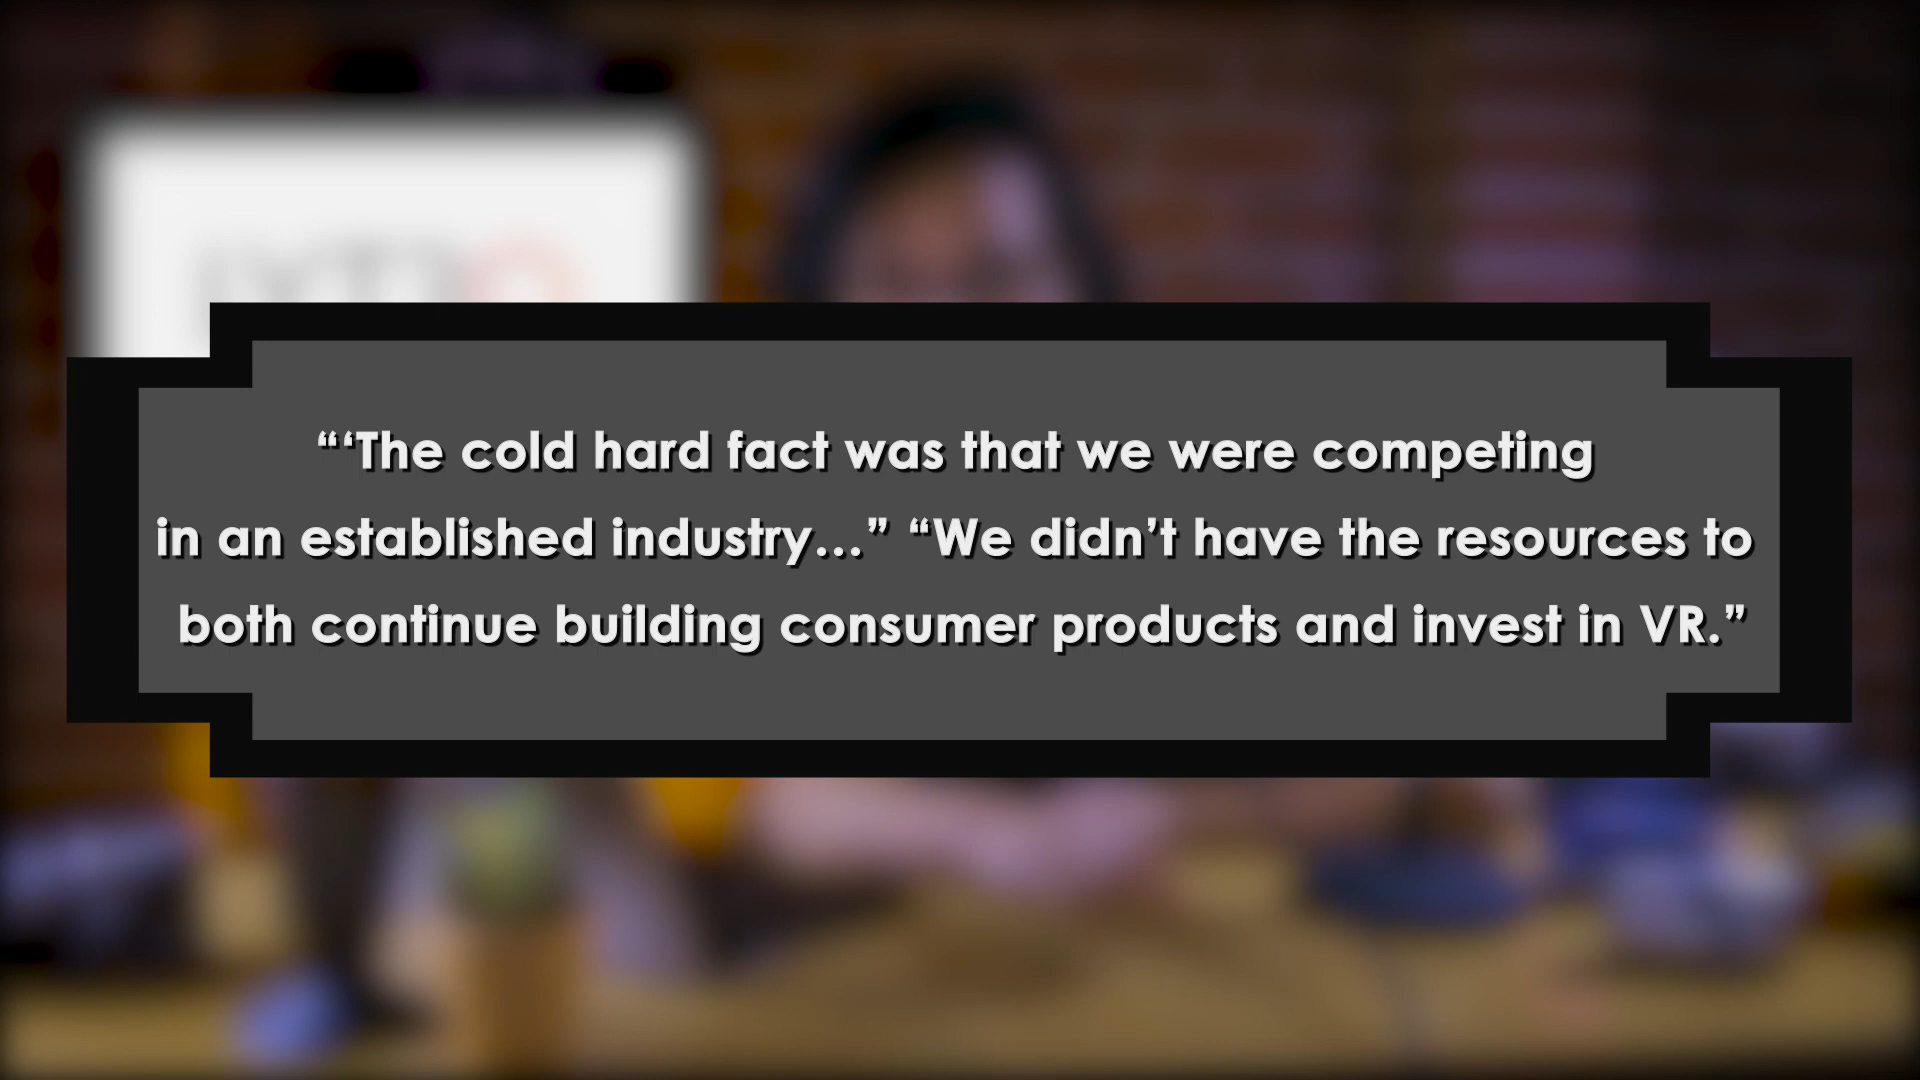 “‘The cold hard fact was that we were competing
in an established industry...” “We didn’t have the resources to
both continue building consumer products and invest in VR.”